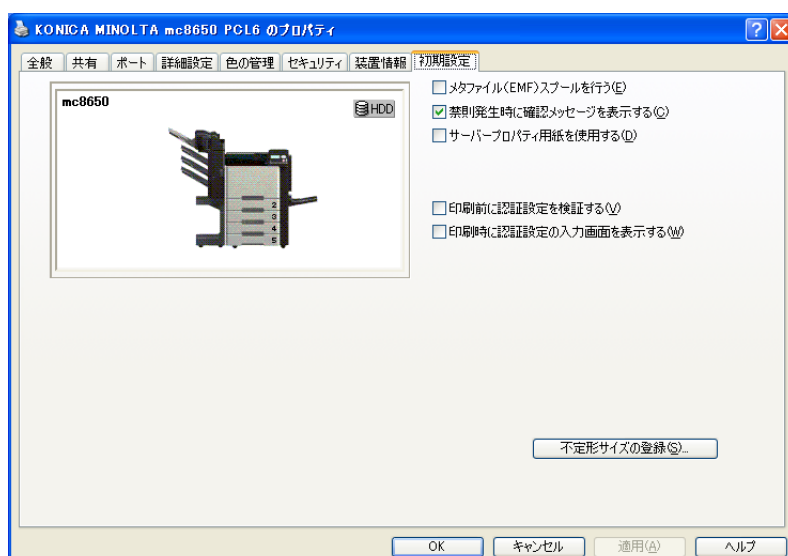 KONICA MINOLTA mc8650 PCL6 のプロパティ
全般 共有 ポート 詳細設定 色の管理 セキュリティ 装置情報 初期設定
mc8650
HDD
2
3
4
5
メタファイル(EMF)スプールを行う(E)
禁則発生時に確認メッセージを表示する(C)
サーバープロパティ用紙を使用する(D)
印刷前に認証設定を検証する(V)
印刷時に認証設定の入力画面を表示する(W)
不定形サイズの登録(S)...
OK キャンセル 適用(A) ヘルプ